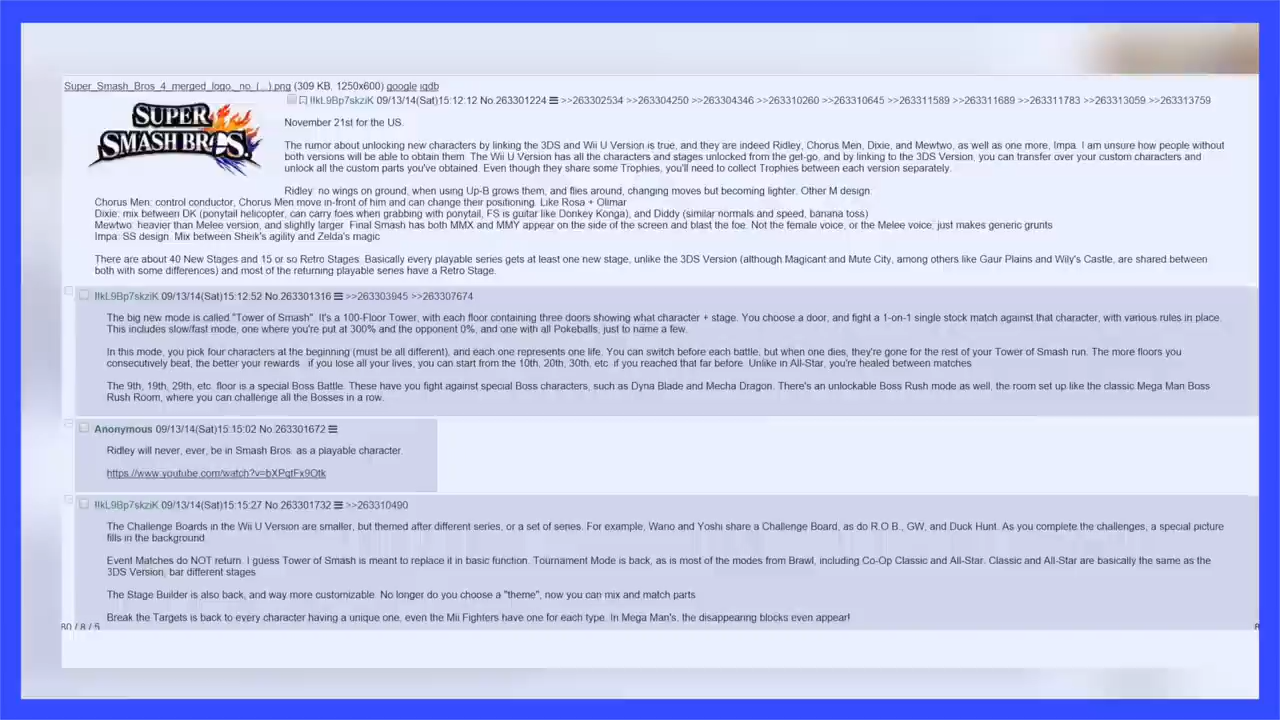 Super_Smash_Bros_4_merged_logo,_no_(...).png (309 KB, 1250x600) google iqdb
SUPER
SMASH BROS.
!!kL9Bp7skziK 09/13/14(Sat)15:12:12 No.263301224 ☰ >>263302534 >>263304250 >>263304346 >>263310260 >>263310645 >>263311589 >>263311689 >>263311783 >>263313059 >>263313759
November 21st for the US.
The rumor about unlocking new characters by linking the 3DS and Wii U Version is true, and they are indeed Ridley, Chorus Men, Dixie, and Mewtwo, as well as one more, Impa. I am unsure how people without
both versions will be able to obtain them. The Wii U Version has all the characters and stages unlocked from the get-go, and by linking to the 3DS Version, you can transfer over your custom characters and
unlock all the custom parts you've obtained. Even though they share some Trophies, you'll need to collect Trophies between each version separately.
Ridley: no wings on ground, when using Up-B grows them, and flies around, changing moves but becoming lighter. Other M design.
Chorus Men: control conductor, Chorus Men move in-front of him and can change their positioning. Like Rosa + Olimar
Dixie: mix between DK (ponytail helicopter, can carry foes when grabbing with ponytail, FS is guitar like Donkey Konga), and Diddy (similar normals and speed, banana toss)
Mewtwo: heavier than Melee version, and slightly larger. Final Smash has both MMX and MMY appear on the side of the screen and blast the foe. Not the female voice, or the Melee voice; just makes generic grunts
Impa: SS design. Mix between Sheik's agility and Zelda's magic
There are about 40 New Stages and 15 or so Retro Stages. Basically every playable series gets at least one new stage, unlike the 3DS Version (although Magicant and Mute City, among others like Gaur Plains and Wily's Castle, are shared between
both with some differences) and most of the returning playable series have a Retro Stage.
!!kL9Bp7skziK 09/13/14(Sat)15:12:52 No.263301316 ☰ >>263303945 >>263307674
The big new mode is called "Tower of Smash". It's a 100-Floor Tower, with each floor containing three doors showing what character + stage. You choose a door, and fight a 1-on-1 single stock match against that character, with various rules in place.
This includes slow/fast mode, one where you're put at 300% and the opponent 0%, and one with all Pokeballs, just to name a few.
In this mode, you pick four characters at the beginning (must be all different), and each one represents one life. You can switch before each battle, but when one dies, they're gone for the rest of your Tower of Smash run. The more floors you
consecutively beat, the better your rewards. if you lose all your lives, you can start from the 10th, 20th, 30th, etc. if you reached that far before. Unlike in All-Star, you're healed between matches
The 9th, 19th, 29th, etc. floor is a special Boss Battle. These have you fight against special Boss characters, such as Dyna Blade and Mecha Dragon. There's an unlockable Boss Rush mode as well, the room set up like the classic Mega Man Boss
Rush Room, where you can challenge all the Bosses in a row.
Anonymous 09/13/14(Sat)15:15:02 No.263301672 ☰
Ridley will never, ever, be in Smash Bros. as a playable character.
https://www.youtube.com/watch?v=bXPqtFx9Otk
!!kL9Bp7skziK 09/13/14(Sat)15:15:27 No.263301732 ☰ >>263310490
The Challenge Boards in the Wii U Version are smaller, but themed after different series, or a set of series. For example, Wario and Yoshi share a Challenge Board, as do R.O.B., GW, and Duck Hunt. As you complete the challenges, a special picture
fills in the background.
Event Matches do NOT return. I guess Tower of Smash is meant to replace it in basic function. Tournament Mode is back, as is most of the modes from Brawl, including Co-Op Classic and All-Star. Classic and All-Star are basically the same as the
3DS Version, bar different stages
The Stage Builder is also back, and way more customizable. No longer do you choose a "theme", now you can mix and match parts
Break the Targets is back to every character having a unique one, even the Mii Fighters have one for each type. In Mega Man's, the disappearing blocks even appear!
80 / 8 / 5